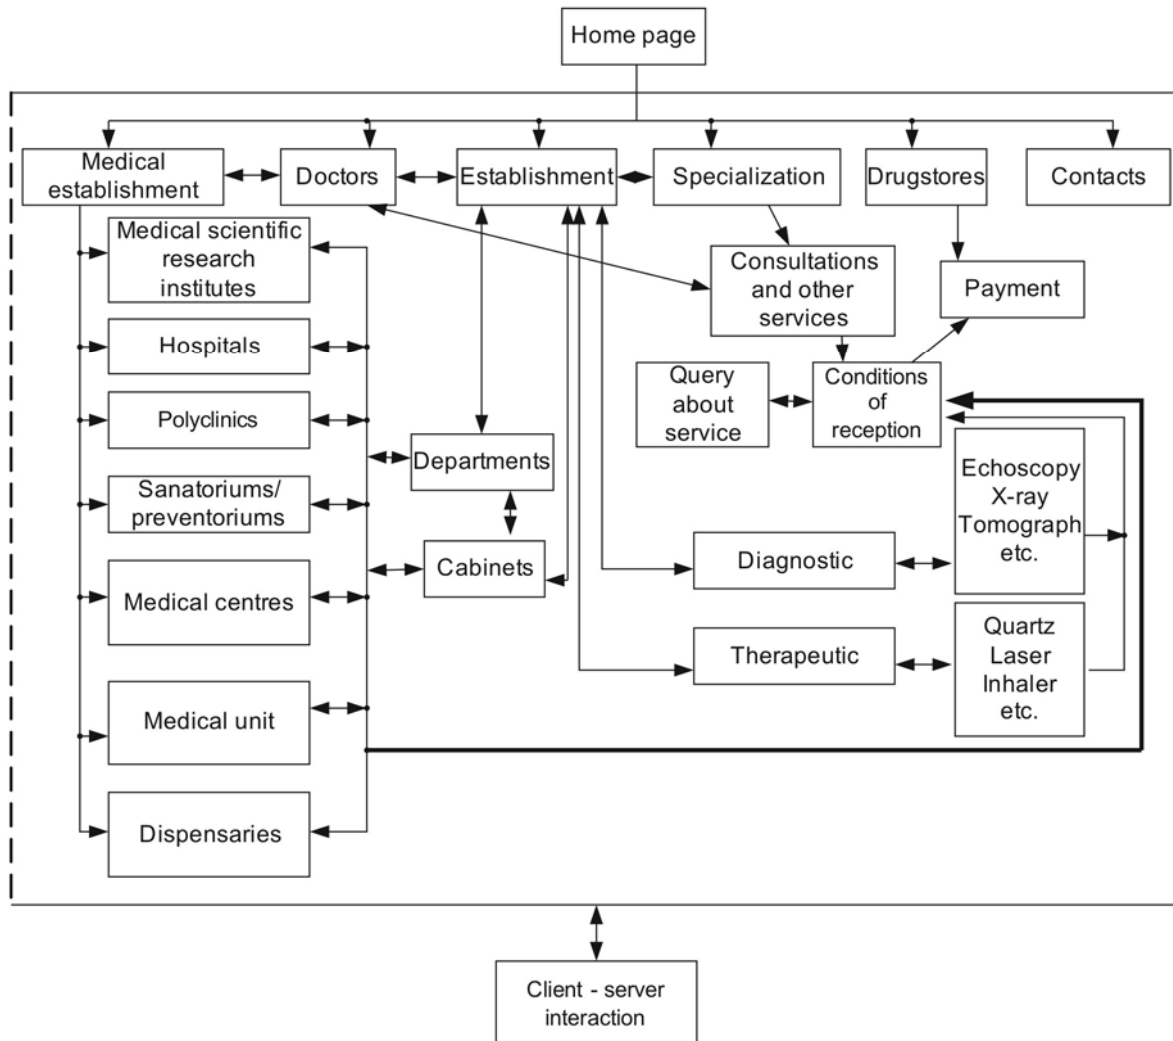 Home page
Medical
establishment
Doctors
Establishment
Specialization
Drugstores
Contacts
Medical scientific
research
institutes
Hospitals
Polyclinics
Sanatoriums/
preventoriums
Medical centres
Medical unit
Dispensaries
Departments
Cabinets
Consultations
and other
services
Payment
Query
about
service
Conditions
of
reception
Diagnostic
Therapeutic
Echoscopy
X-ray
Tomograph
etc.
Quartz
Laser
Inhaler
etc.
Client - server
interaction